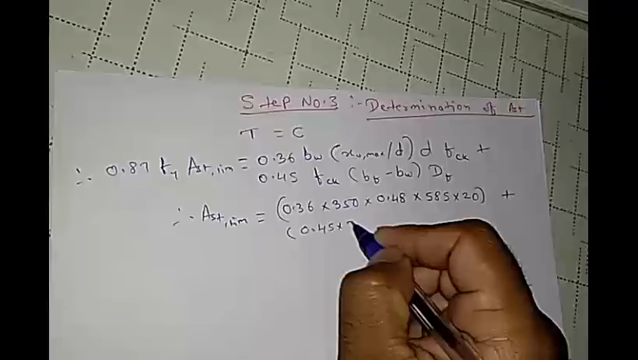 Step No.3 :- Determination of Ast
T = C
∴ 0.87 fy Ast,lim = 0.36 bw (xu,max/d) d fck +
0.45 fck (bf - bw) Df
∴ Ast,lim = (0.36 × 350 × 0.48 × 585 × 20) +
(0.45×